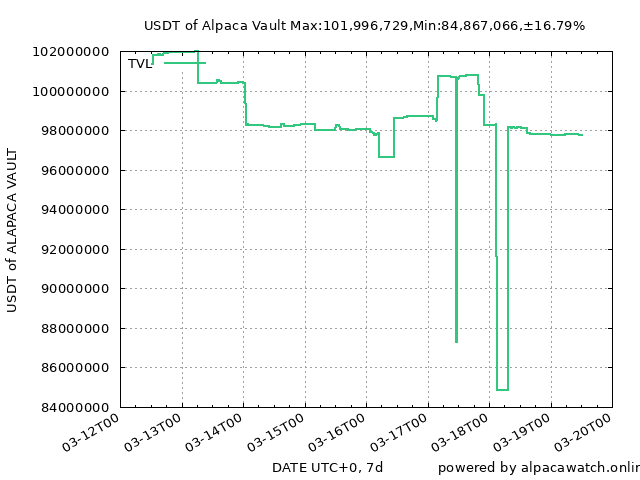 USDT of Alpaca Vault Max:101,996,729,Min:84,867,066,±16.79%
TVL
USDT of ALAPACA VAULT
102000000
100000000
98000000
96000000
94000000
92000000
90000000
88000000
86000000
84000000
03-12T00
03-13T00
03-14T00
03-15T00
03-16T00
03-17T00
03-18T00
03-19T00
03-20T00
DATE UTC+0, 7d
powered by alpacawatch.onlin